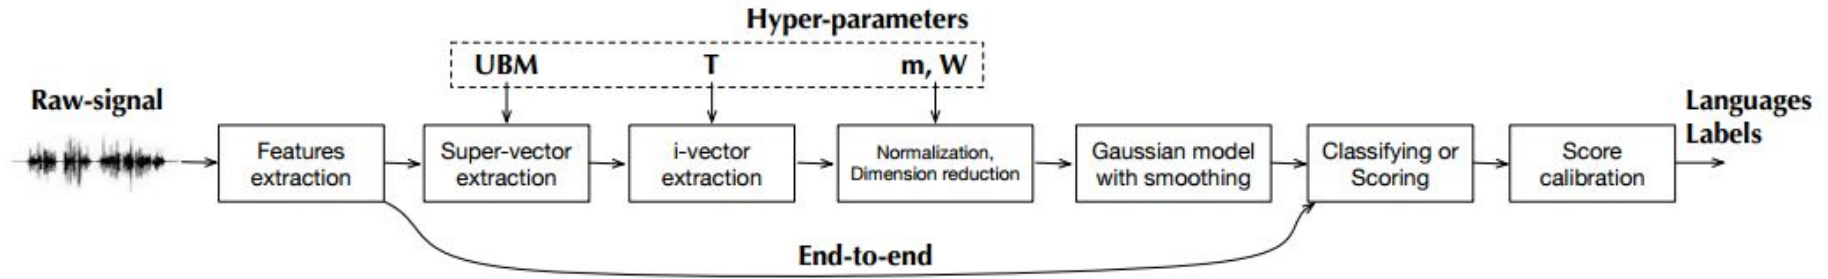 Hyper-parameters
UBM T m, W
Raw-signal
Languages
Labels
Features
extraction
Super-vector
extraction
i-vector
extraction
Normalization,
Dimension reduction
Gaussian model
with smoothing
Classifying or
Scoring
Score
calibration
End-to-end